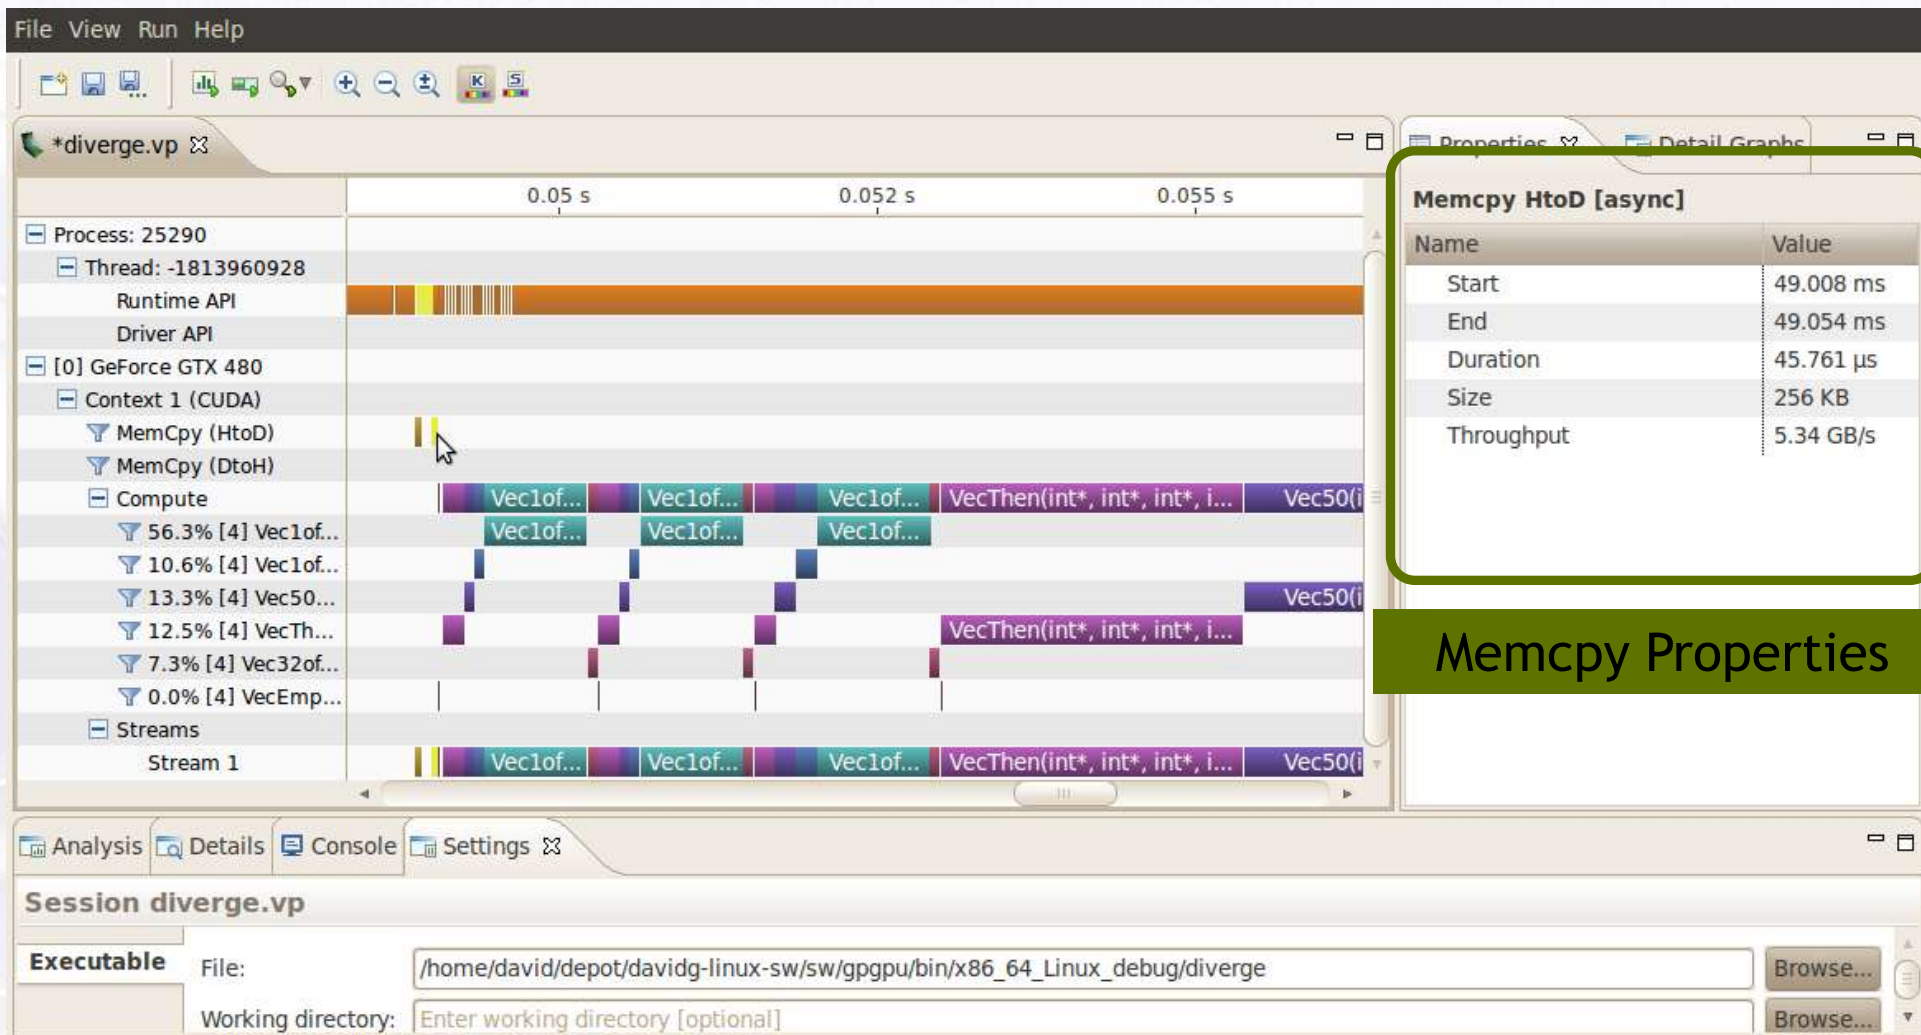 File View Run Help
*diverge.vp
0.05 s 0.052 s 0.055 s
Process: 25290
Thread: -1813960928
Runtime API
Driver API
[0] GeForce GTX 480
Context 1 (CUDA)
MemCpy (HtoD)
MemCpy (DtoH)
Compute Vec1of... Vec1of... Vec1of... VecThen(int*, int*, int*, i... Vec50(i
56.3% [4] Vec1of... Vec1of... Vec1of... Vec1of...
10.6% [4] Vec1of...
13.3% [4] Vec50... Vec50(i
12.5% [4] VecTh... VecThen(int*, int*, int*, i...
7.3% [4] Vec32of...
0.0% [4] VecEmp...
Streams
Stream 1 Vec1of... Vec1of... Vec1of... VecThen(int*, int*, int*, i... Vec50(i
Properties Detail Graphs
Memcpy HtoD [async]
Name Value
Start 49.008 ms
End 49.054 ms
Duration 45.761 µs
Size 256 KB
Throughput 5.34 GB/s
Memcpy Properties
Analysis Details Console Settings
Session diverge.vp
Executable File: /home/david/depot/davidg-linux-sw/sw/gpgpu/bin/x86_64_Linux_debug/diverge Browse...
Working directory: Enter working directory [optional] Browse...